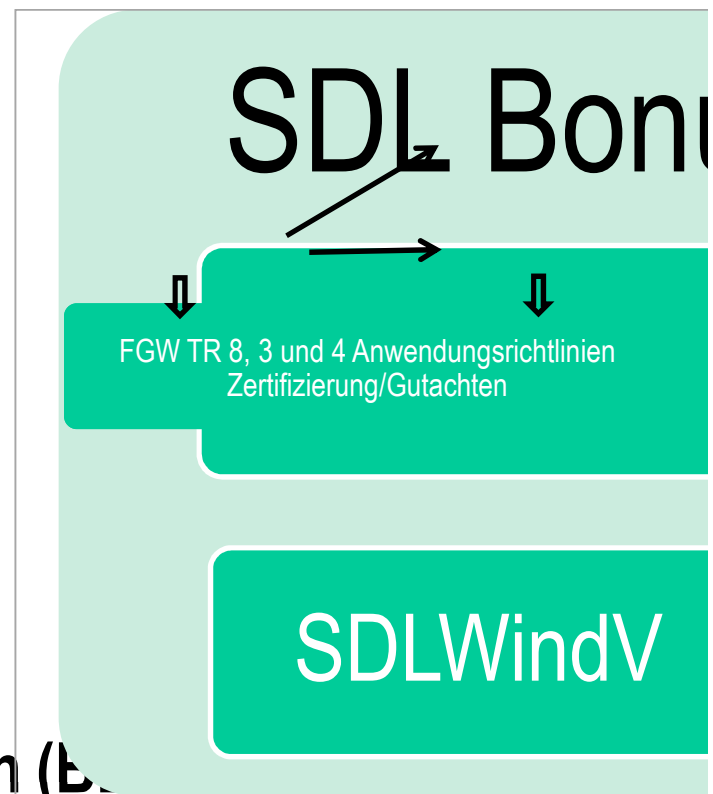 SDL Bonu
FGW TR 8, 3 und 4 Anwendungsrichtlinien
Zertifizierung/Gutachten
SDLWindV